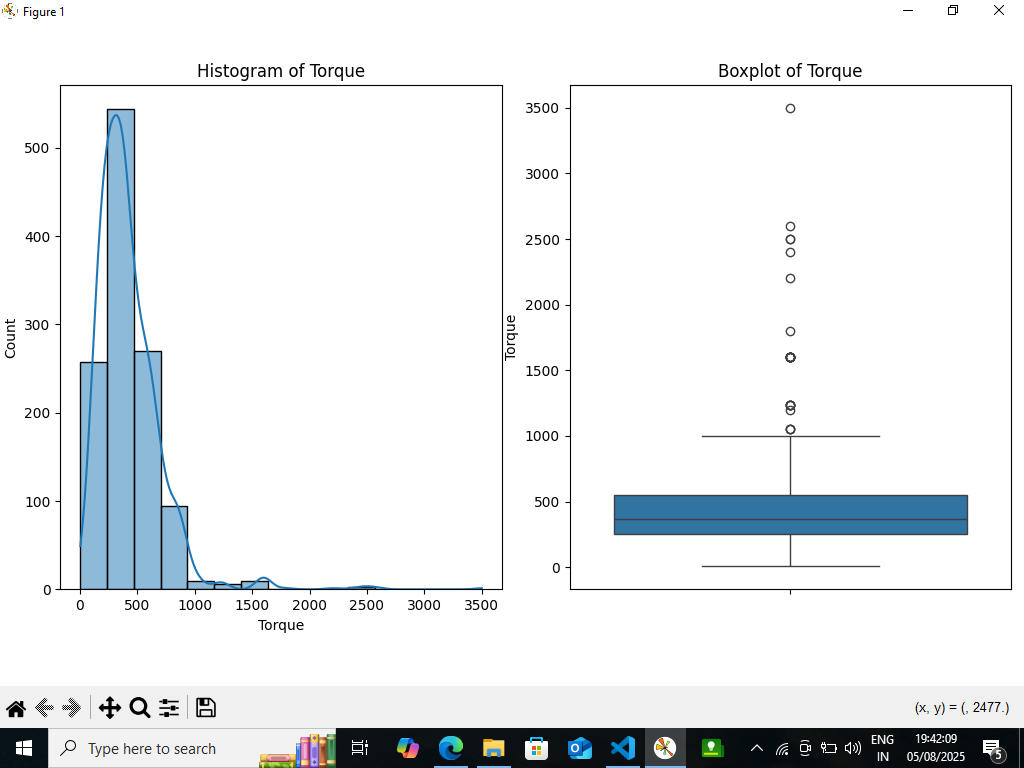 Figure 1
Histogram of Torque
Count
500
400
300
200
100
0
0 500 1000 1500 2000 2500 3000 3500
Torque
Boxplot of Torque
Torque
3500
3000
2500
2000
1500
1000
500
0
(x, y) = (, 2477.)
Type here to search
ENG
IN
19:42:09
05/08/2025
5